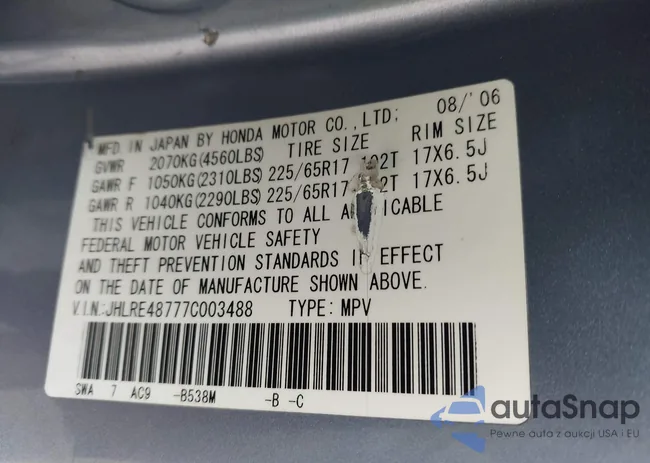 MFD. IN JAPAN BY HONDA MOTOR CO., LTD; 08/'06
GVWR 2070KG(4560LBS) TIRE SIZE RIM SIZE
GAWR F 1050KG(2310LBS) 225/65R17 102T 17X6.5J
GAWR R 1040KG(2290LBS) 225/65R17 17X6.5J
THIS VEHICLE CONFORMS TO ALL
FEDERAL MOTOR VEHICLE SAFETY
AND THEFT PREVENTION STANDARDS IN EFFECT
ON THE DATE OF MANUFACTURE SHOWN ABOVE.
V.I.N.:JHLRE48777C003488 TYPE: MPV
SWA 7 AC9 -B538M -B -C
autaSnap
Pewne auta z aukcji USA i EU